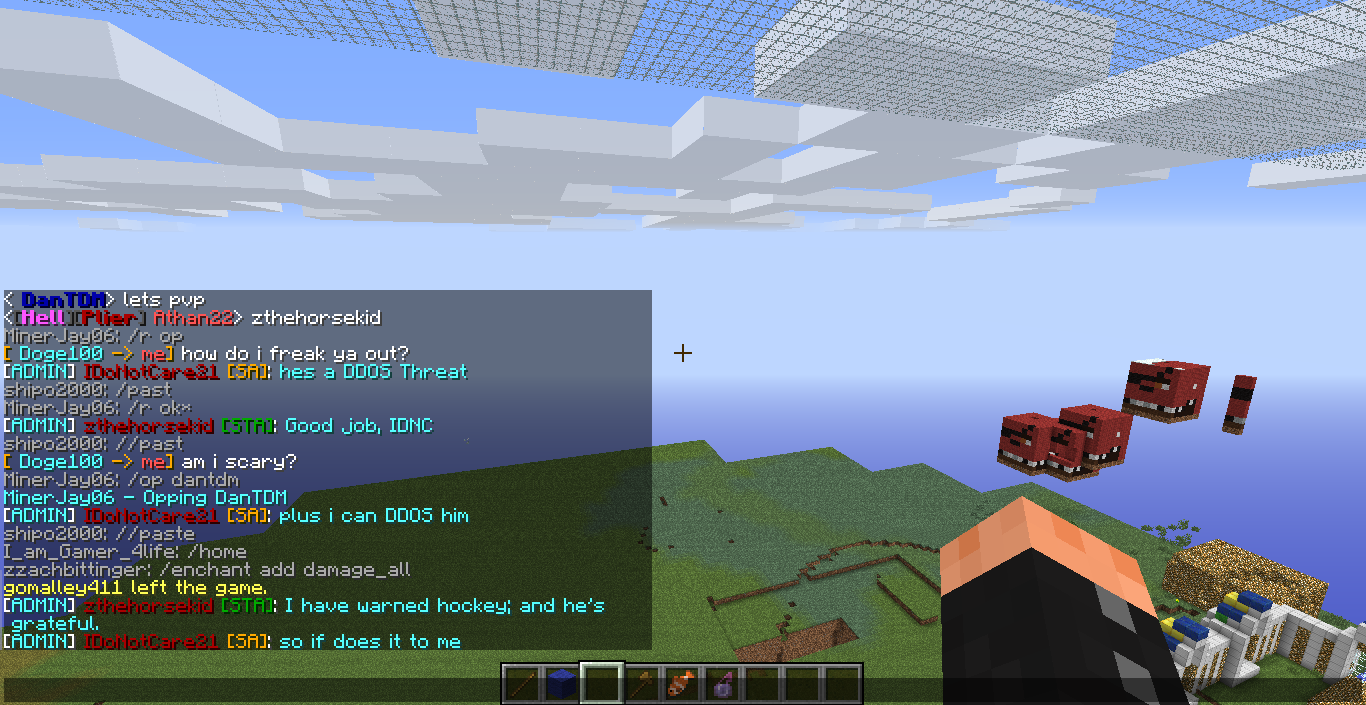 < DanTDM> lets pvp
<[Hell][Plier] Athan22> zthehorsekid
MinerJay06: /r op
[ Doge100 -> me] how do i freak ya out?
[ADMIN] IDoNotCare21 [SA]: hes a DDOS Threat
shipo2000: /past
MinerJay06: /r ok*
[ADMIN] zthehorsekid [STA]: Good job, IDNC
shipo2000: //past
[ Doge100 -> me] am i scary?
MinerJay06: /op dantdm
MinerJay06 - Opping DanTDM
[ADMIN] IDoNotCare21 [SA]: plus i can DDOS him
shipo2000: //paste
I_am_Gamer_4life: /home
zzachbittinger: /enchant add damage_all
gomalley411 left the game.
[ADMIN] zthehorsekid [STA]: I have warned hockey; and he's
grateful.
[ADMIN] IDoNotCare21 [SA]: so if does it to me